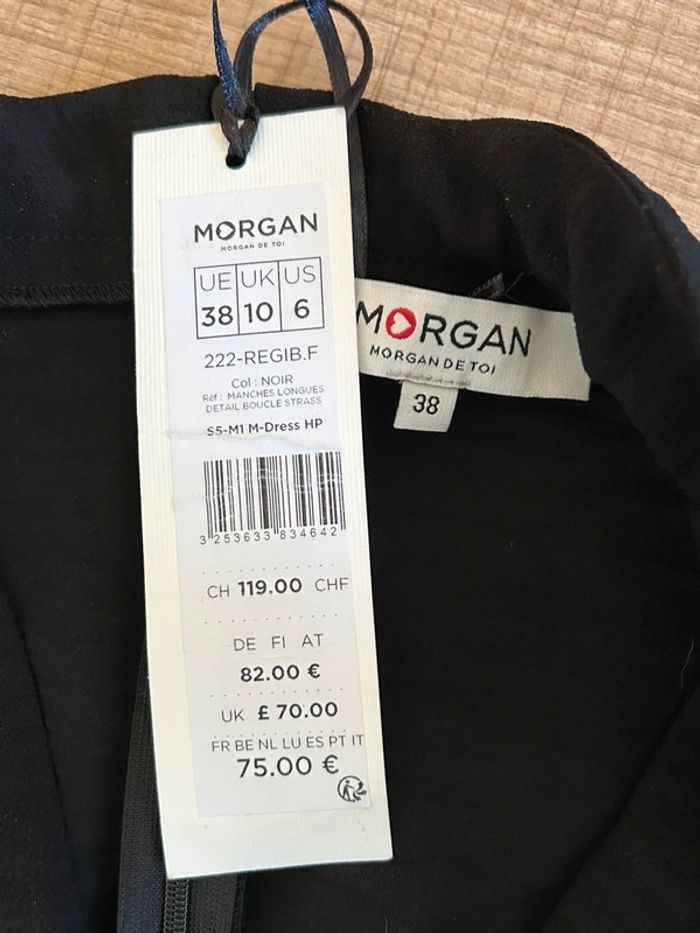 MORGAN
MORGAN DE TOI
UE UK US
38 10 6
222-REGIB.F
Col : NOIR
Réf : MANCHES LONGUES
DETAIL BOUCLE STRASS
S5-M1 M-Dress HP
3 253633 834642
CH 119.00 CHF
DE FI AT
82.00 €
UK £ 70.00
FR BE NL LU ES PT IT
75.00 €
MORGAN
MORGAN DE TOI
38